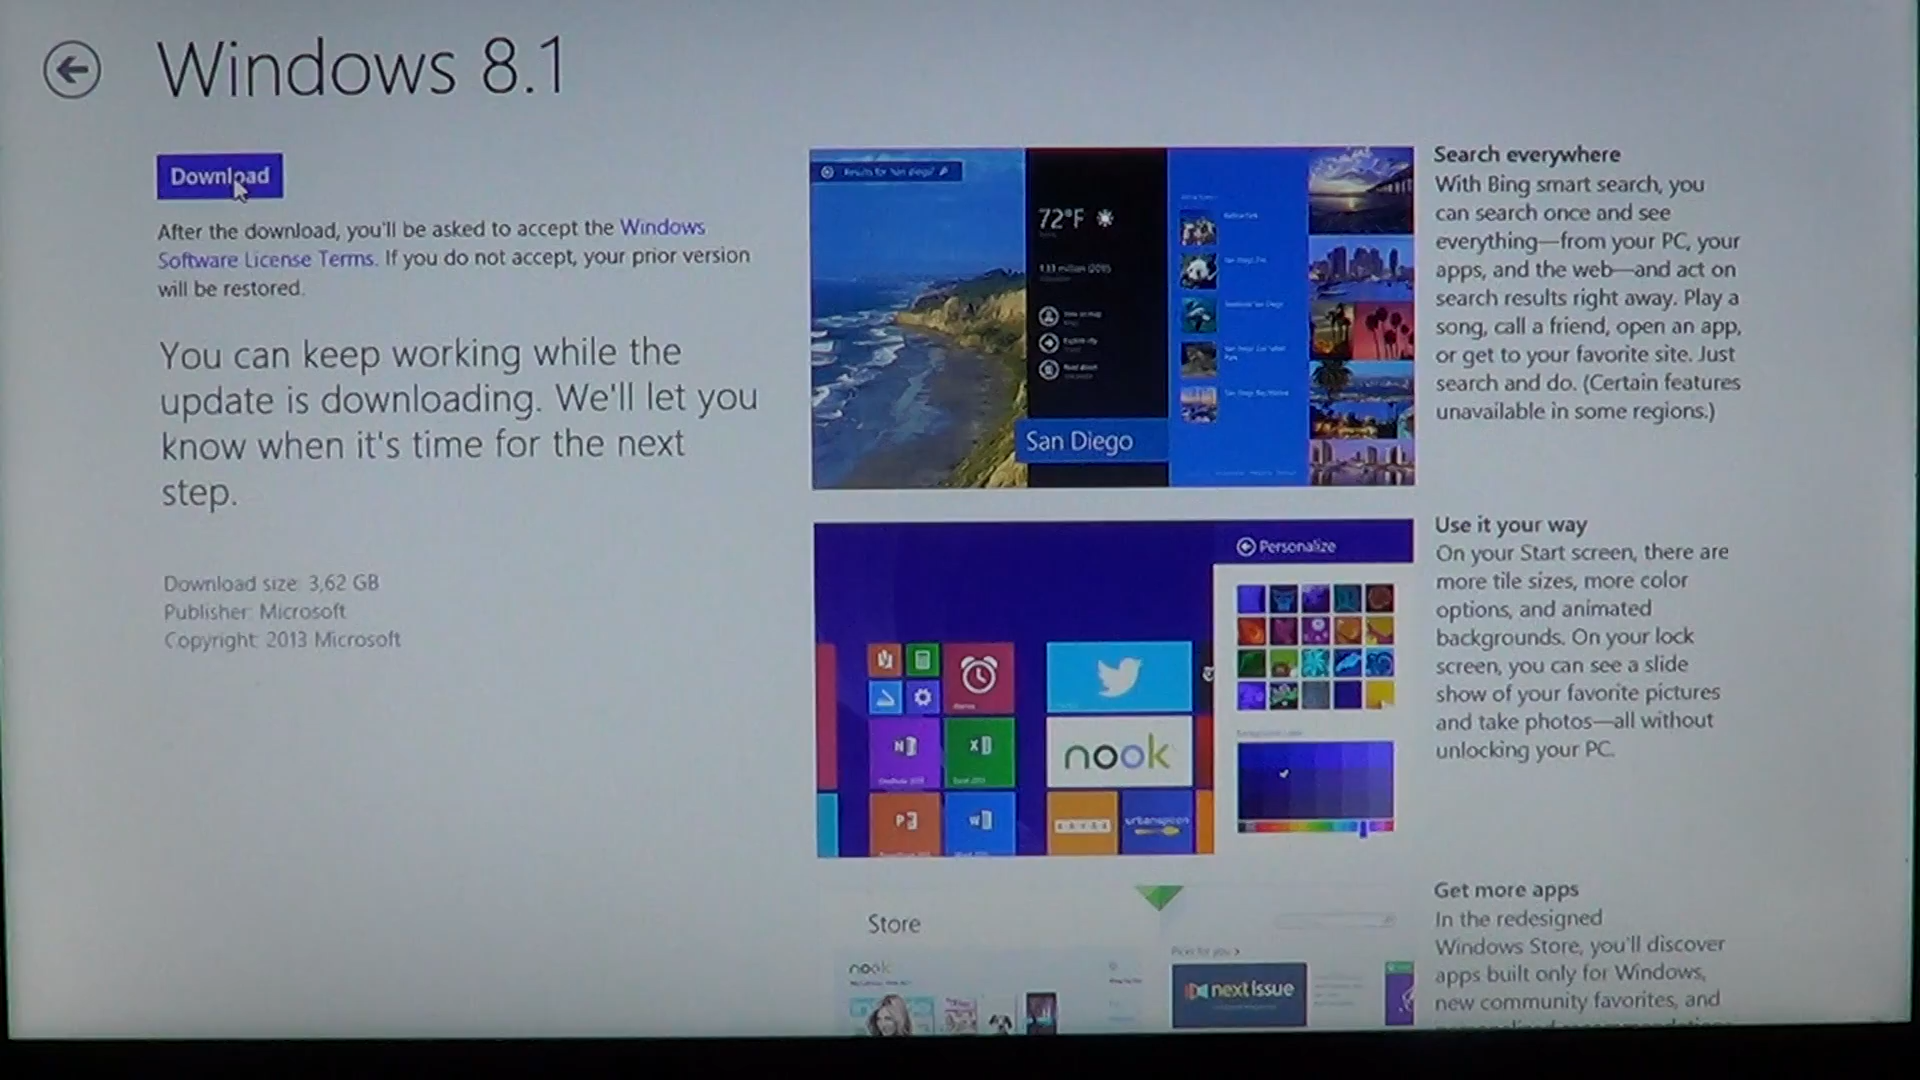 Windows 8.1
Download
After the download, you'll be asked to accept the Windows
Software License Terms. If you do not accept, your prior version
will be restored.
You can keep working while the
update is downloading. We'll let you
know when it's time for the next
step.
Download size: 3,62 GB
Publisher: Microsoft
Copyright: 2013 Microsoft
Results for "san diego"
72°F
San Diego
Search everywhere
With Bing smart search, you
can search once and see
everything—from your PC, your
apps, and the web—and act on
search results right away. Play a
song, call a friend, open an app,
or get to your favorite site. Just
search and do. (Certain features
unavailable in some regions.)
Personalize
nook
urbanspoon
Use it your way
On your Start screen, there are
more tile sizes, more color
options, and animated
backgrounds. On your lock
screen, you can see a slide
show of your favorite pictures
and take photos—all without
unlocking your PC.
Store
nook
Picks for you
next issue
Get more apps
In the redesigned
Windows Store, you'll discover
apps built only for Windows,
new community favorites, and